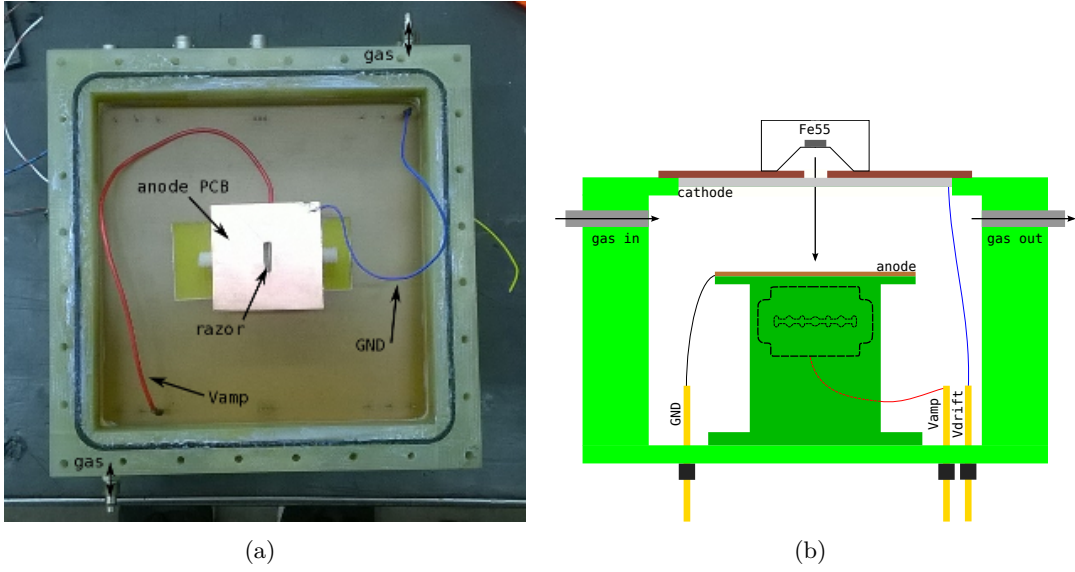 gas
anode PCB
razor
GND
Vamp
gas
(a)
Fe55
cathode
gas in
gas out
anode
GND
Vamp
Vdrift
(b)